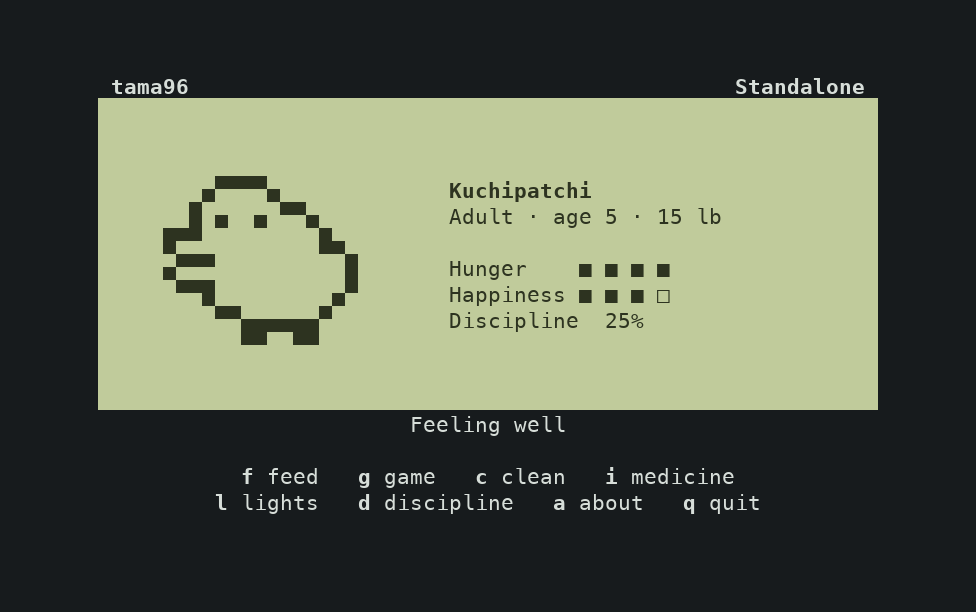 tama96 Standalone
Kuchipatchi
Adult · age 5 · 15 lb
Hunger ■ ■ ■ ■
Happiness ■ ■ ■ □
Discipline 25%
Feeling well
f feed g game c clean i medicine
l lights d discipline a about q quit